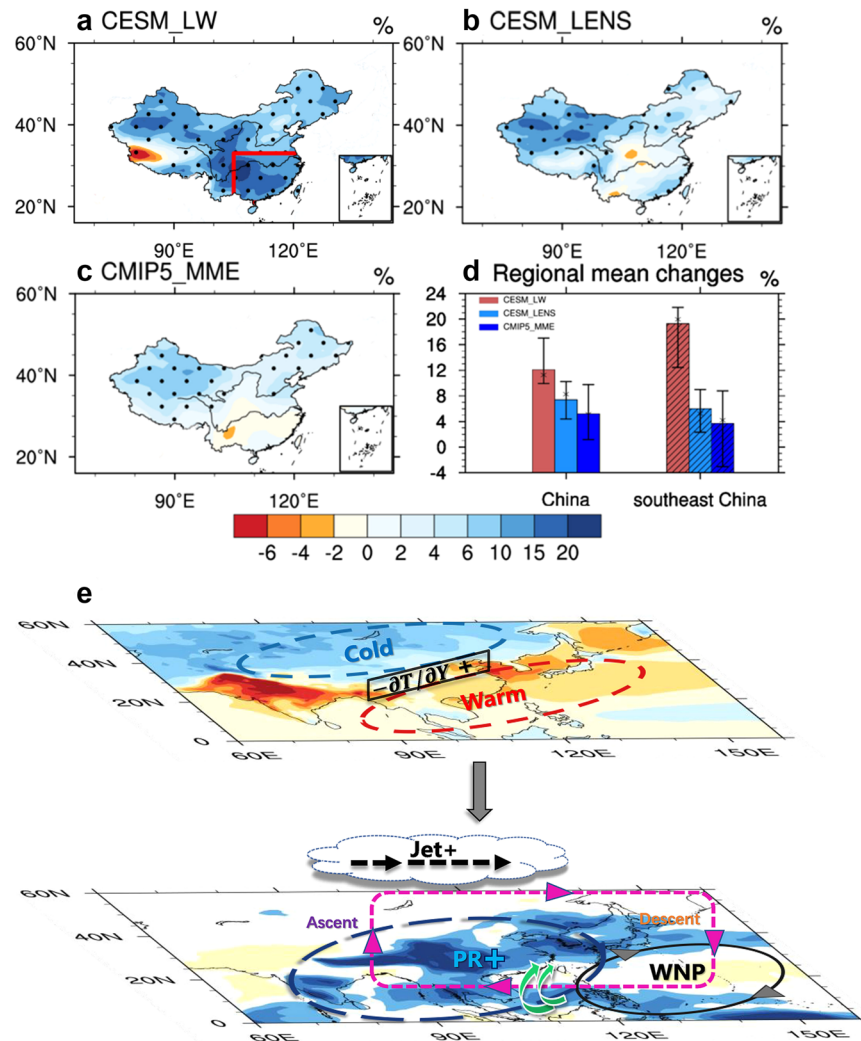 a CESM_LW %
b CESM_LENS %
60°N
40°N
20°N
90°E 120°E
60°N
40°N
20°N
90°E 120°E
c CMIP5_MME %
d Regional mean changes %
60°N
40°N
20°N
90°E 120°E
24
20
16
12
8
4
0
-4
CESM_LW
CESM_LENS
CMIP5_MME
China southeast China
-6 -4 -2 0 2 4 6 10 15 20
e
60N
40N
20N
0
60E 90E 120E 150E
Cold
−∂T/∂Y +
Warm
Jet+
60N
40N
20N
0
Ascent
Descent
PR+
WNP
60E 90E 120E 150E